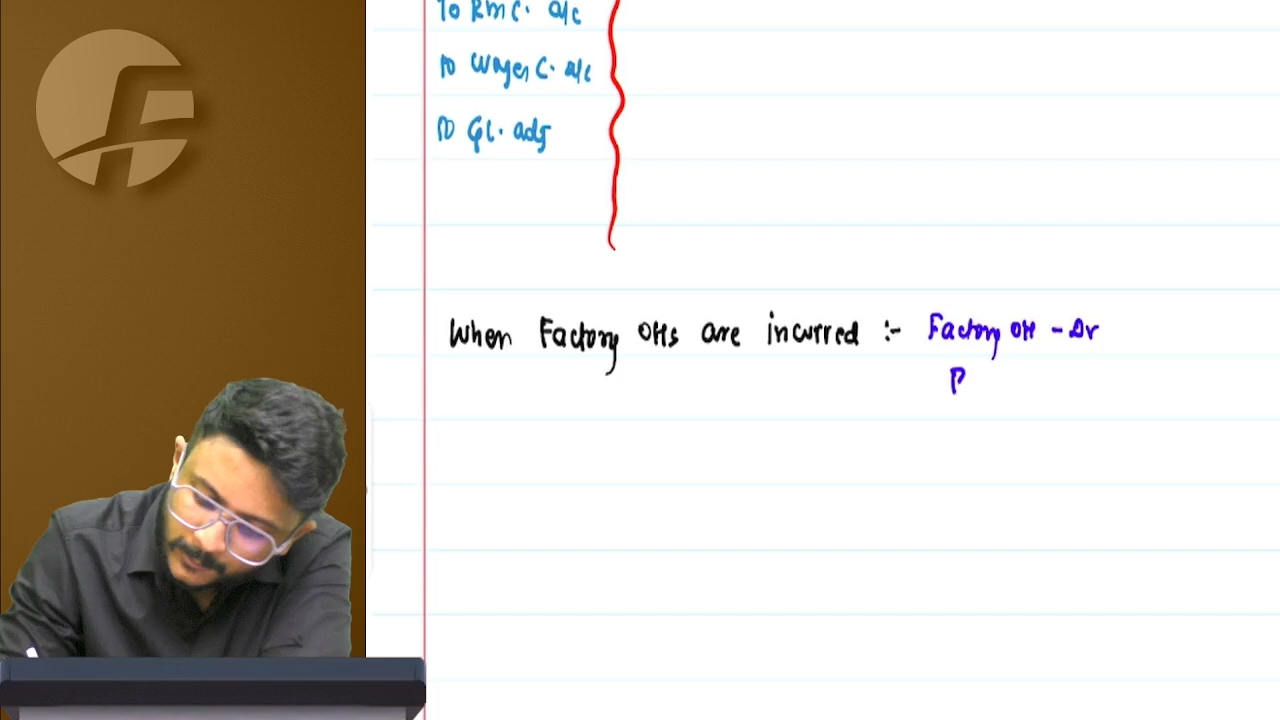 To RmC. a/c
To Wages C. a/c
To GL. adj
When Factory OHs are incurred :- Factory OH - Dr
P